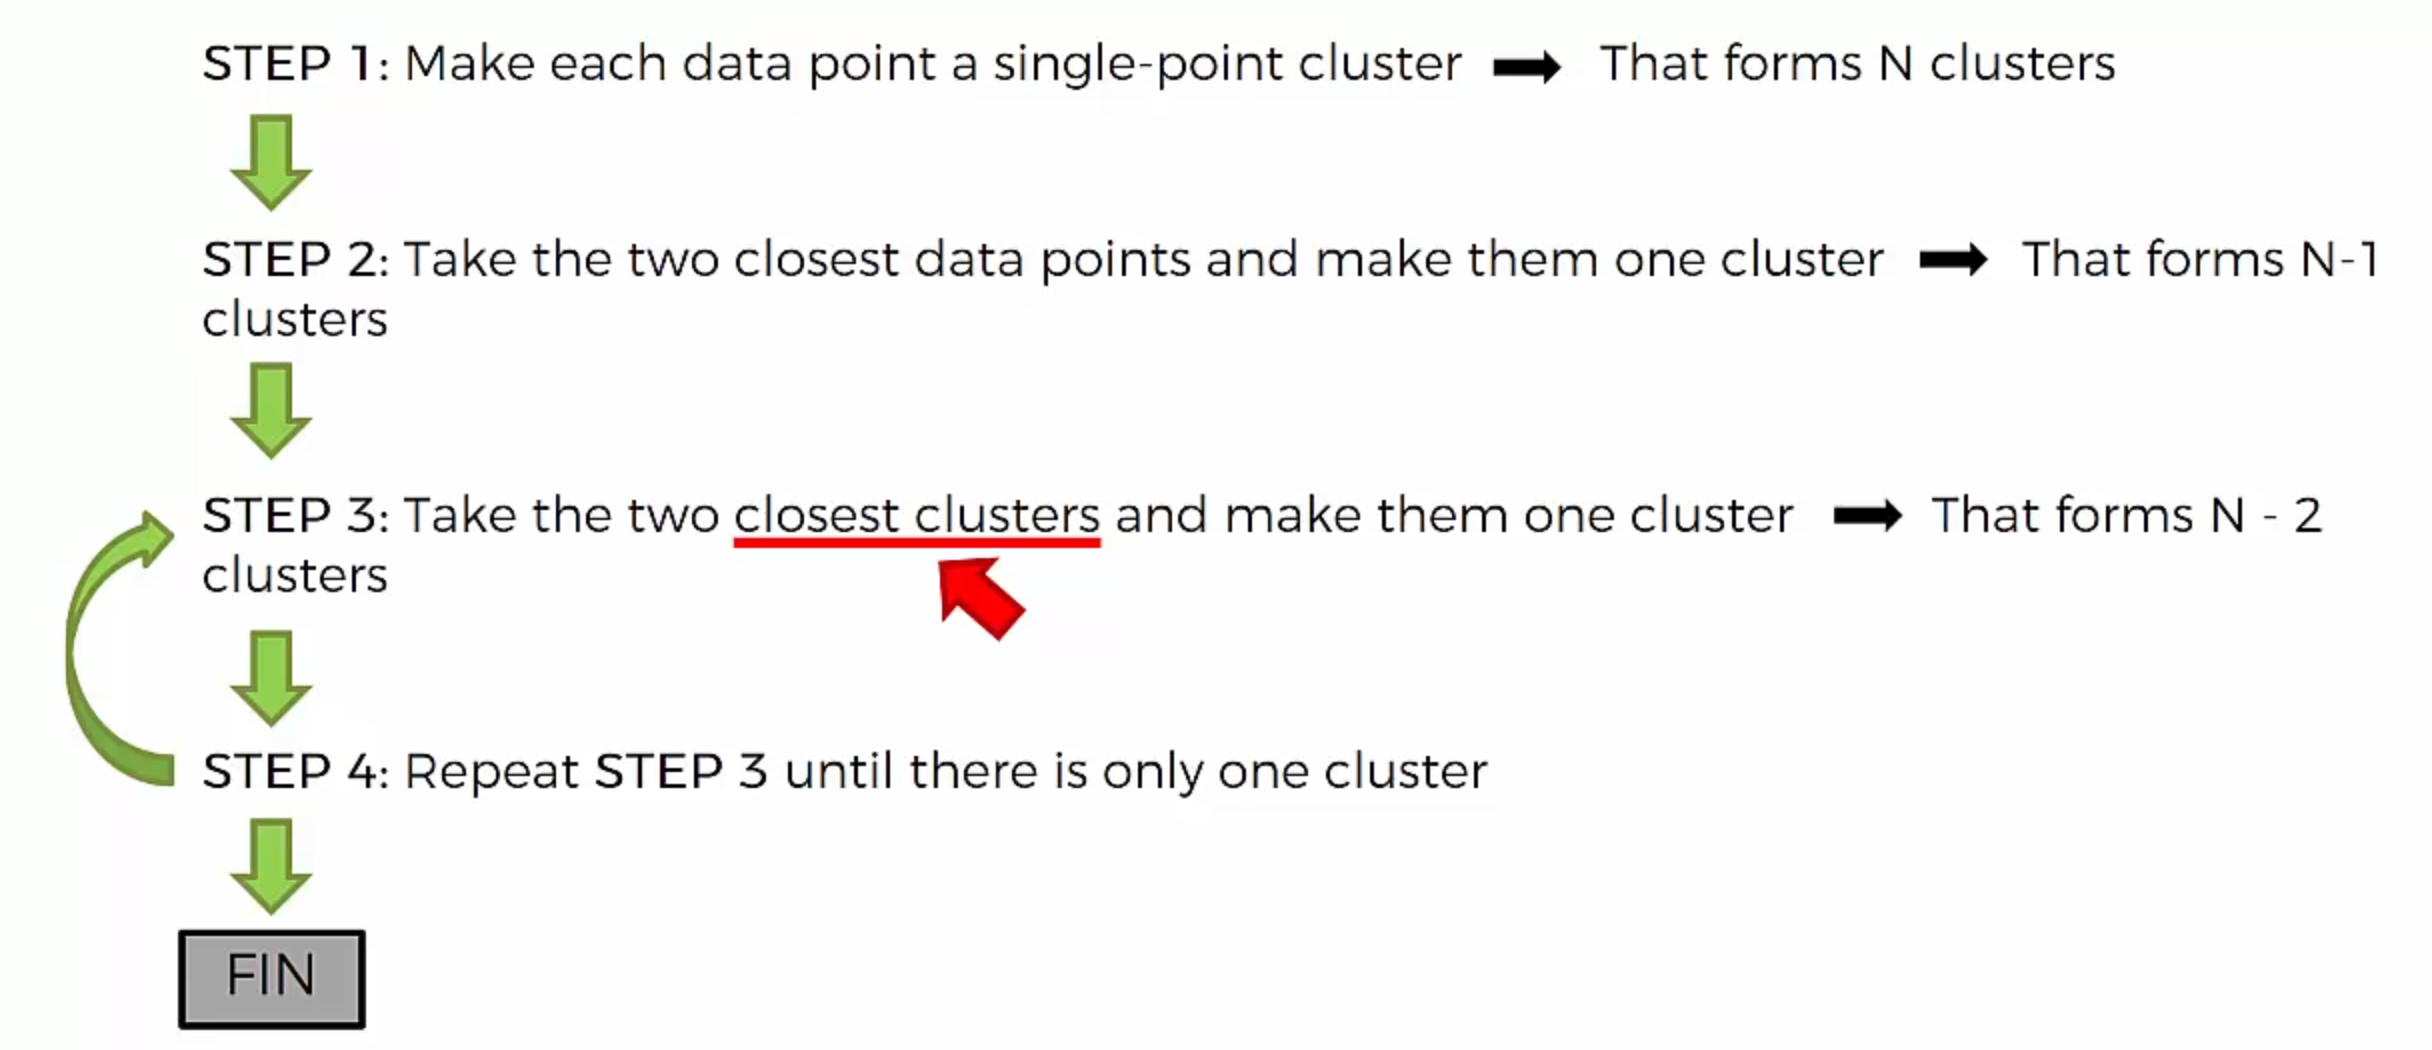 STEP 1: Make each data point a single-point cluster ➡ That forms N clusters
STEP 2: Take the two closest data points and make them one cluster ➡ That forms N-1
clusters
STEP 3: Take the two closest clusters and make them one cluster ➡ That forms N - 2
clusters
STEP 4: Repeat STEP 3 until there is only one cluster
FIN